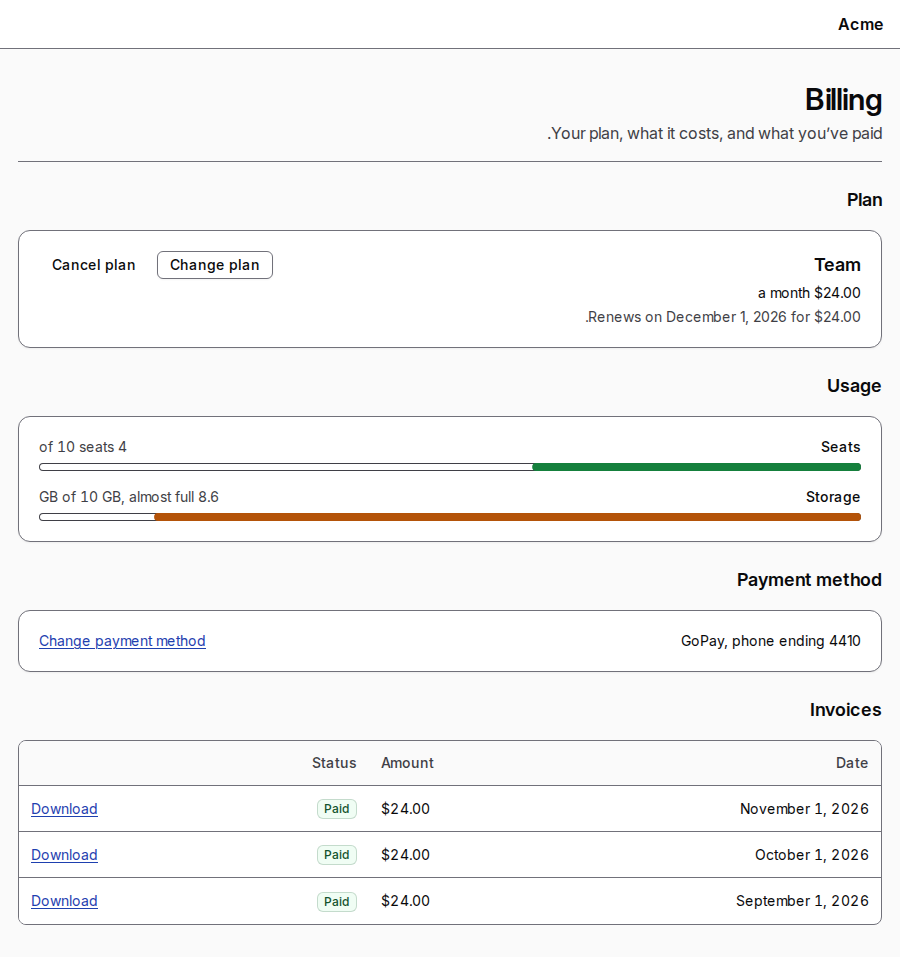 Acme
Billing
.Your plan, what it costs, and what you've paid
Plan
Team
a month $24.00
.Renews on December 1, 2026 for $24.00
Change plan
Cancel plan
Usage
Seats
of 10 seats 4
Storage
GB of 10 GB, almost full 8.6
Payment method
GoPay, phone ending 4410
Change payment method
Invoices
Date Amount Status
November 1, 2026 $24.00 Paid Download
October 1, 2026 $24.00 Paid Download
September 1, 2026 $24.00 Paid Download